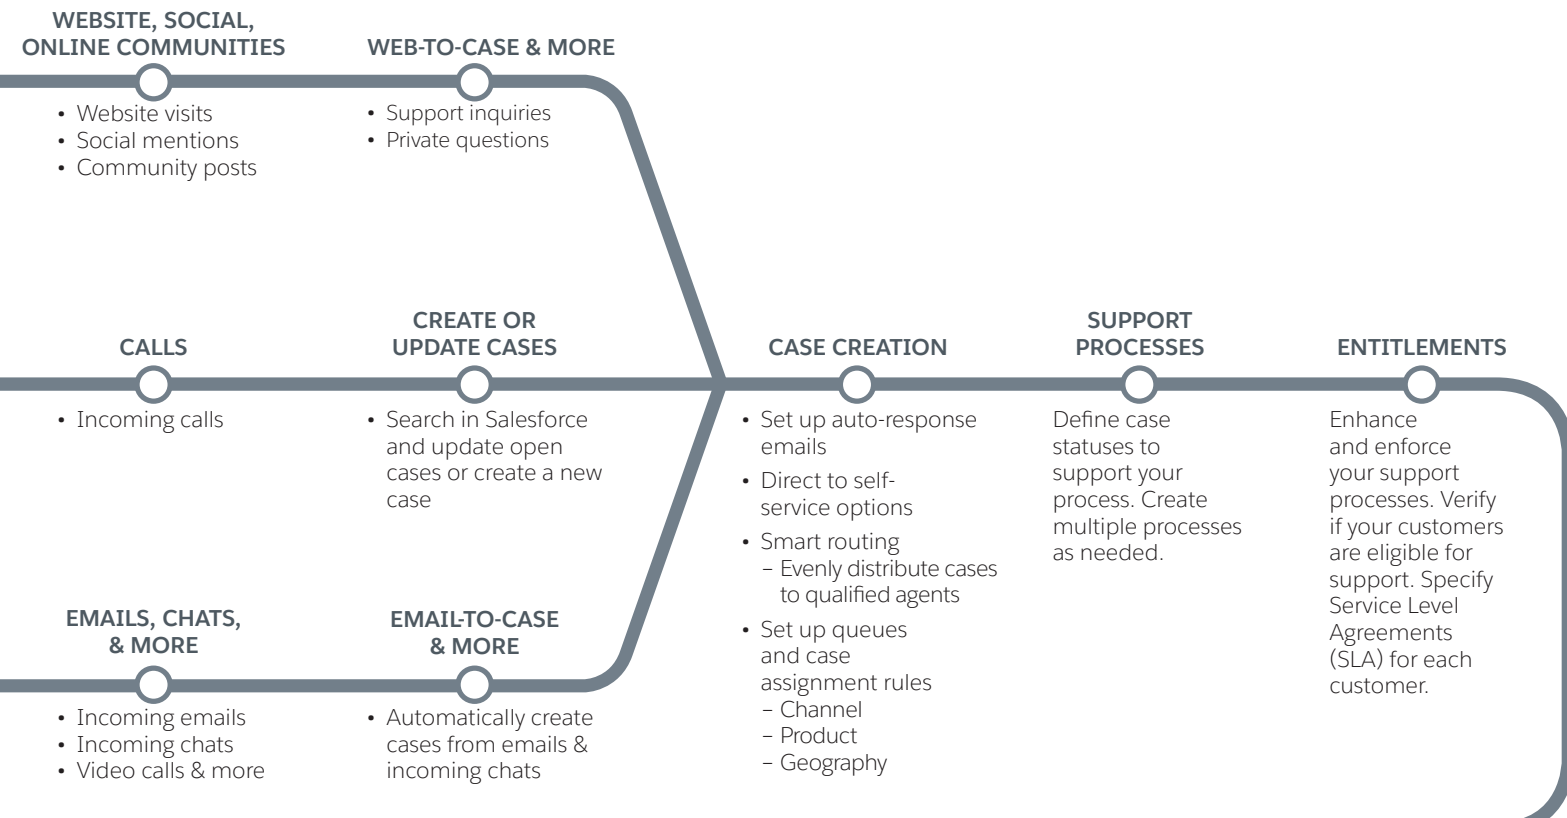 WEBSITE, SOCIAL,
ONLINE COMMUNITIES
• Website visits
• Social mentions
• Community posts
WEB-TO-CASE & MORE
• Support inquiries
• Private questions
CALLS
• Incoming calls
CREATE OR
UPDATE CASES
• Search in Salesforce
and update open
cases or create a new
case
EMAILS, CHATS,
& MORE
• Incoming emails
• Incoming chats
• Video calls & more
EMAIL-TO-CASE
& MORE
• Automatically create
cases from emails &
incoming chats
CASE CREATION
• Set up auto-response
emails
• Direct to self-
service options
• Smart routing
– Evenly distribute cases
to qualified agents
• Set up queues
and case
assignment rules
– Channel
– Product
– Geography
SUPPORT
PROCESSES
Define case
statuses to
support your
process. Create
multiple processes
as needed.
ENTITLEMENTS
Enhance
and enforce
your support
processes. Verify
if your customers
are eligible for
support. Specify
Service Level
Agreements
(SLA) for each
customer.